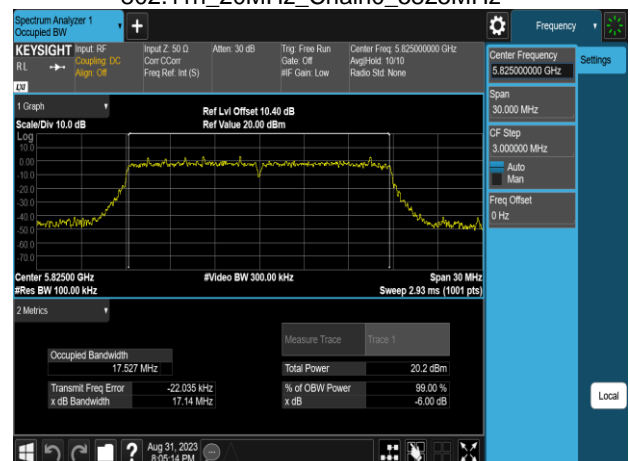 Spectrum Analyzer 1
Occupied BW
Frequency
KEYSIGHT
RL
LXI
Input: RF
Coupling: DC
Align: Off
Input Z: 50 Ω
Corr CCorr
Freq Ref: Int (S)
Atten: 30 dB
Trig: Free Run
Gate: Off
#IF Gain: Low
Center Freq: 5.825000000 GHz
Avg|Hold: 10/10
Radio Std: None
Center Frequency
5.825000000 GHz
Settings
Span
30.000 MHz
CF Step
3.000000 MHz
Auto
Man
Freq Offset
0 Hz
1 Graph
Scale/Div 10.0 dB
Ref Lvl Offset 10.40 dB
Ref Value 20.00 dBm
Log
10.0
0.00
-10.0
-20.0
-30.0
-40.0
-50.0
-60.0
-70.0
Center 5.82500 GHz
#Res BW 100.00 kHz
#Video BW 300.00 kHz
Span 30 MHz
Sweep 2.93 ms (1001 pts)
2 Metrics
Measure Trace Trace 1
Occupied Bandwidth
17.527 MHz
Total Power 20.2 dBm
Transmit Freq Error -22.035 kHz
% of OBW Power 99.00 %
x dB Bandwidth 17.14 MHz
x dB -6.00 dB
Local
Aug 31, 2023
8:05:14 PM